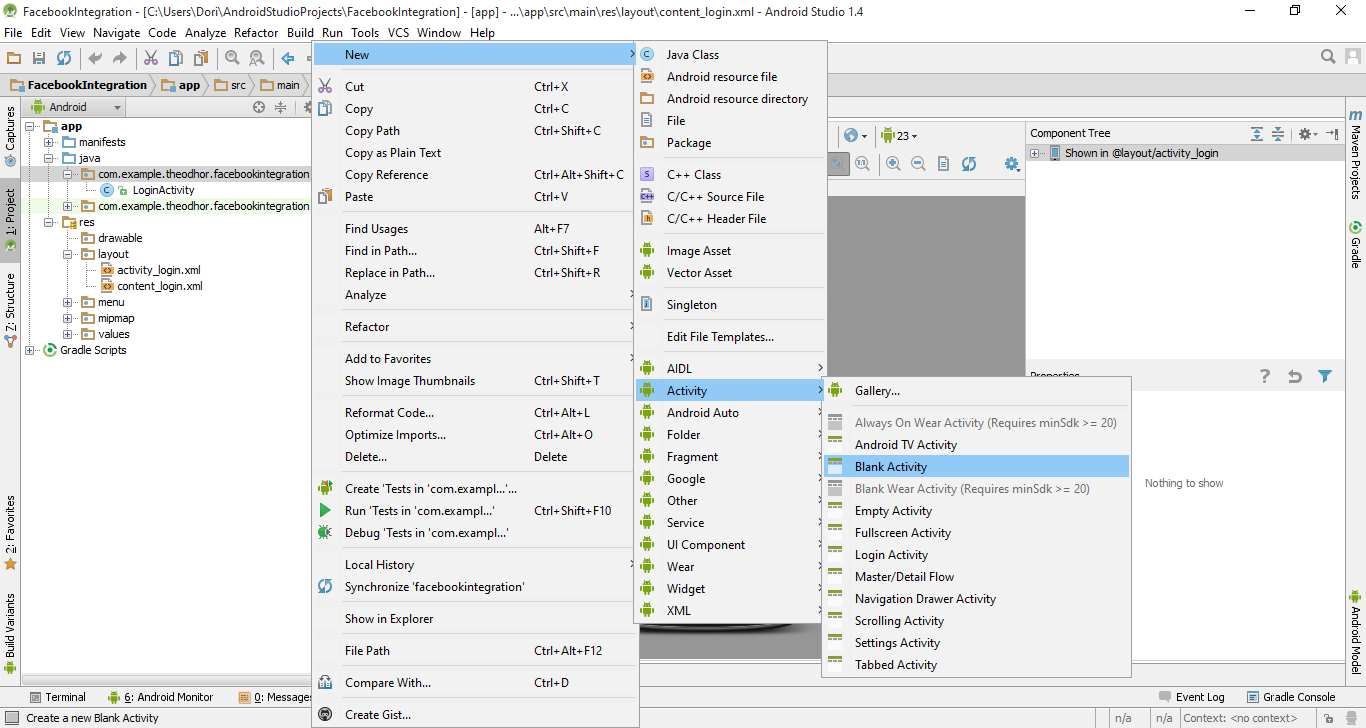 FacebookIntegration - [C:\Users\Dori\AndroidStudioProjects\FacebookIntegration] - [app] - ...\app\src\main\res\layout\content_login.xml - Android Studio 1.4
File Edit View Navigate Code Analyze Refactor Build Run Tools VCS Window Help
FacebookIntegration app src main
Captures
1: Project
Z: Structure
2: Favorites
Build Variants
Android
app
manifests
java
com.example.theodhor.facebookintegration
LoginActivity
com.example.theodhor.facebookintegration
res
drawable
layout
activity_login.xml
content_login.xml
menu
mipmap
values
Gradle Scripts
New
Cut Ctrl+X
Copy Ctrl+C
Copy Path Ctrl+Shift+C
Copy as Plain Text
Copy Reference Ctrl+Alt+Shift+C
Paste Ctrl+V
Find Usages Alt+F7
Find in Path... Ctrl+Shift+F
Replace in Path... Ctrl+Shift+R
Analyze
Refactor
Add to Favorites
Show Image Thumbnails Ctrl+Shift+T
Reformat Code... Ctrl+Alt+L
Optimize Imports... Ctrl+Alt+O
Delete... Delete
Create 'Tests in 'com.exampl...'...
Run 'Tests in 'com.exampl...' Ctrl+Shift+F10
Debug 'Tests in 'com.exampl...'
Local History
Synchronize 'facebookintegration'
Show in Explorer
File Path Ctrl+Alt+F12
Compare With... Ctrl+D
Create Gist...
Java Class
Android resource file
Android resource directory
File
Package
C++ Class
C/C++ Source File
C/C++ Header File
Image Asset
Vector Asset
Singleton
Edit File Templates...
AIDL
Activity
Android Auto
Folder
Fragment
Google
Other
Service
UI Component
Wear
Widget
XML
Gallery...
Always On Wear Activity (Requires minSdk >= 20)
Android TV Activity
Blank Activity
Blank Wear Activity (Requires minSdk >= 20)
Empty Activity
Fullscreen Activity
Login Activity
Master/Detail Flow
Navigation Drawer Activity
Scrolling Activity
Settings Activity
Tabbed Activity
23
1:1
Component Tree
Shown in @layout/activity_login
Properties
Nothing to show
Maven Projects
Gradle
Android Model
Terminal 6: Android Monitor 0: Messages Event Log Gradle Console
Create a new Blank Activity n/a n/a Context: <no context>